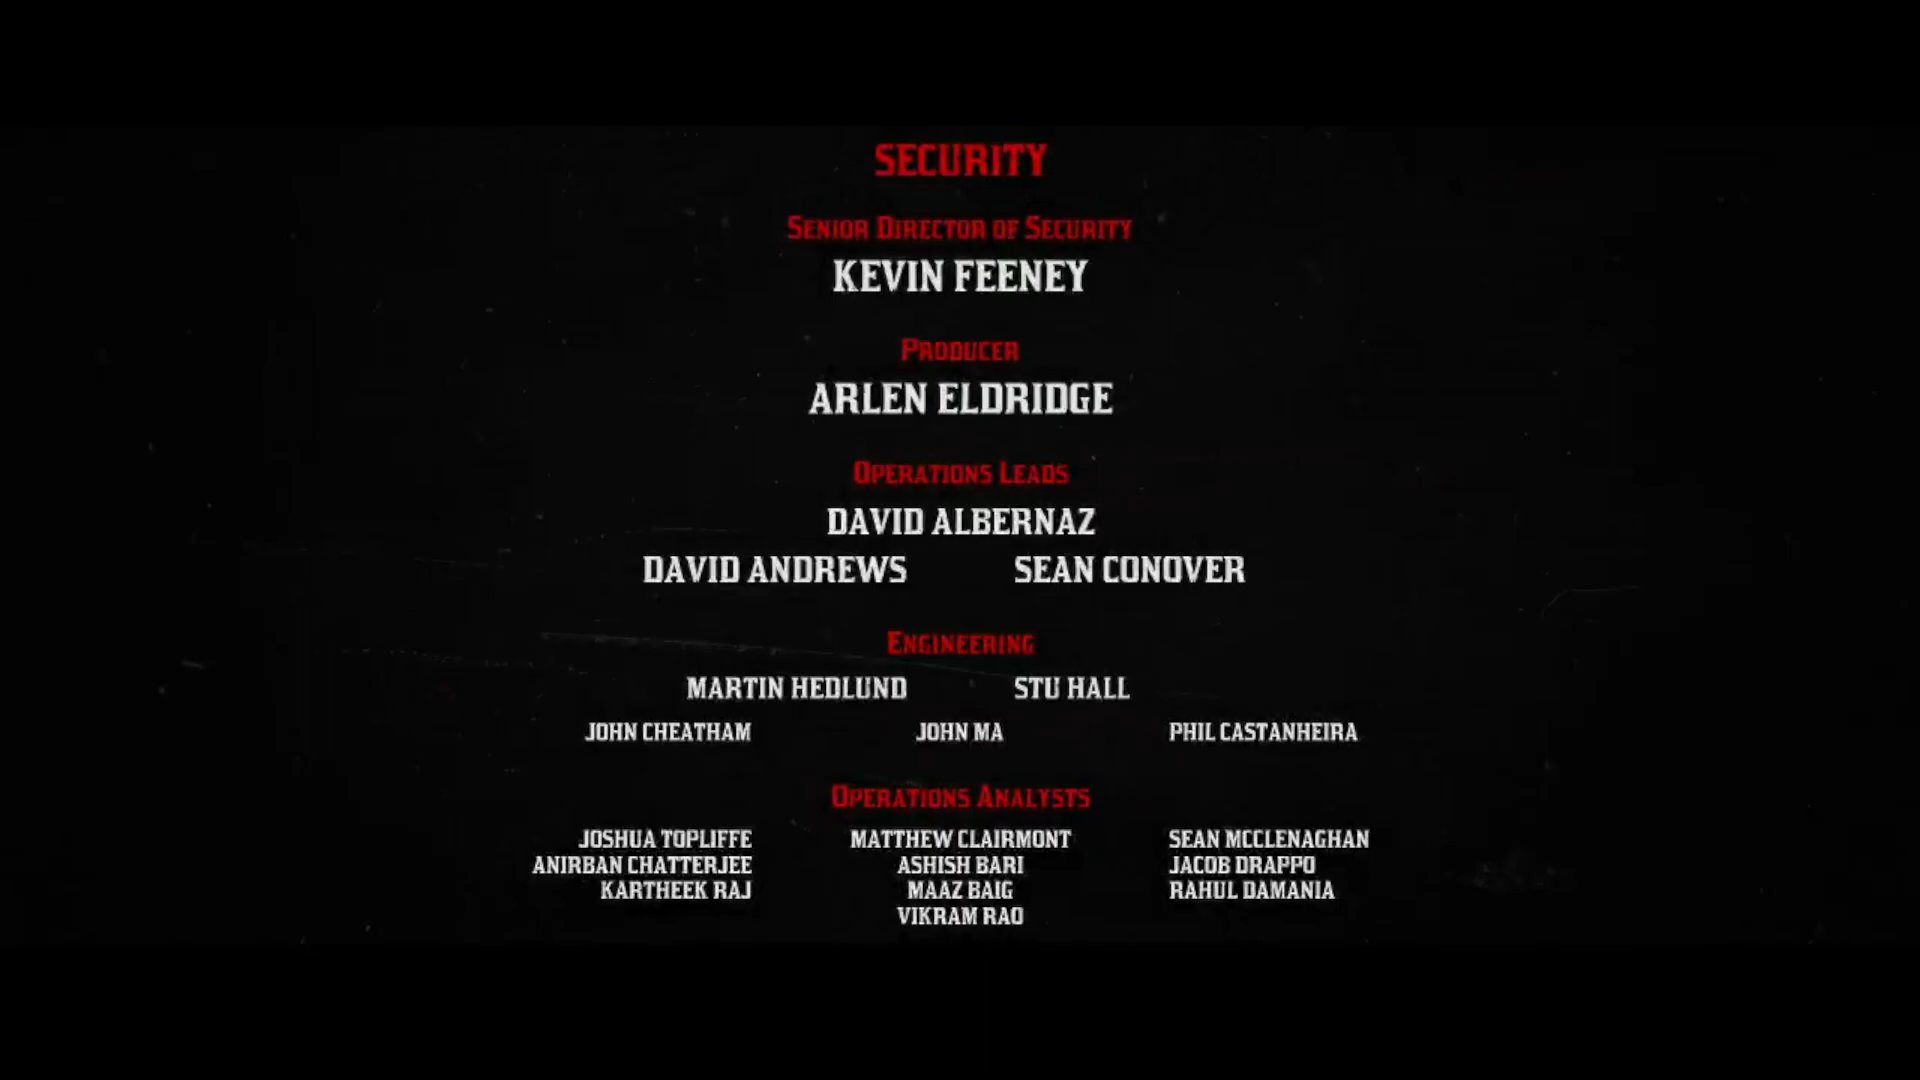 SECURITY
SENIOR DIRECTOR OF SECURITY
KEVIN FEENEY
PRODUCER
ARLEN ELDRIDGE
OPERATIONS LEADS
DAVID ALBERNAZ
DAVID ANDREWS SEAN CONOVER
ENGINEERING
MARTIN HEDLUND STU HALL
JOHN CHEATHAM JOHN MA PHIL CASTANHEIRA
OPERATIONS ANALYSTS
JOSHUA TOPLIFFE MATTHEW CLAIRMONT SEAN MCCLENAGHAN
ANIRBAN CHATTERJEE ASHISH BARI JACOB DRAPPO
KARTHEEK RAJ MAAZ BAIG RAHUL DAMANIA
VIKRAM RAO